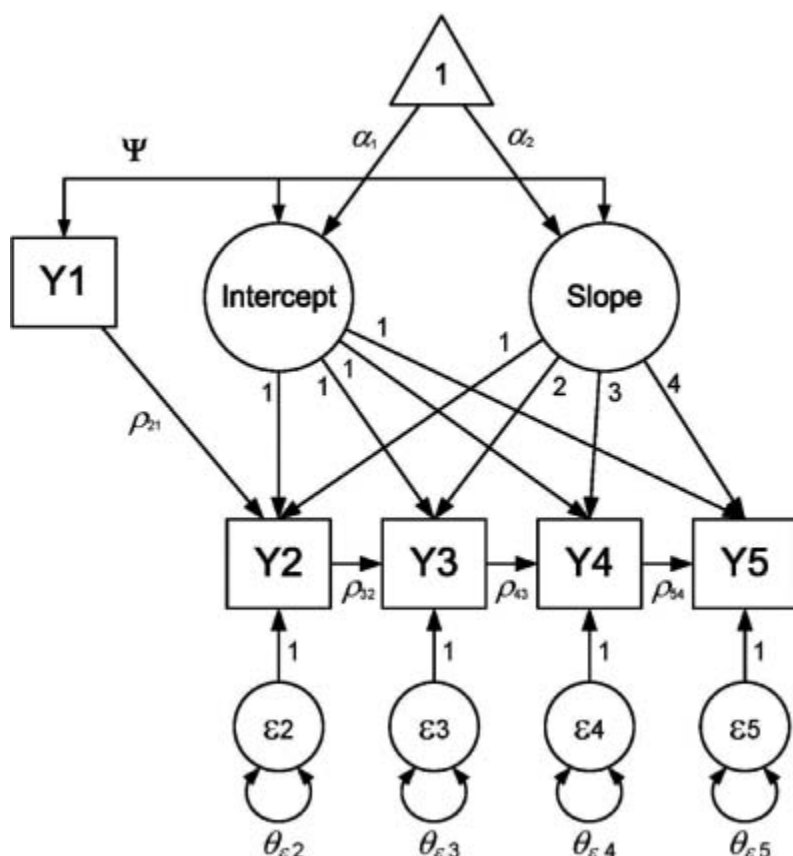 1
Ψ α₁ α₂
Y1 Intercept Slope
1 1
1 1 1 2 3 4
ρ₂₁
Y2 Y3 Y4 Y5
ρ₃₂ ρ₄₃ ρ₅₄
1 1 1 1
ε2 ε3 ε4 ε5
θε2 θε3 θε4 θε5